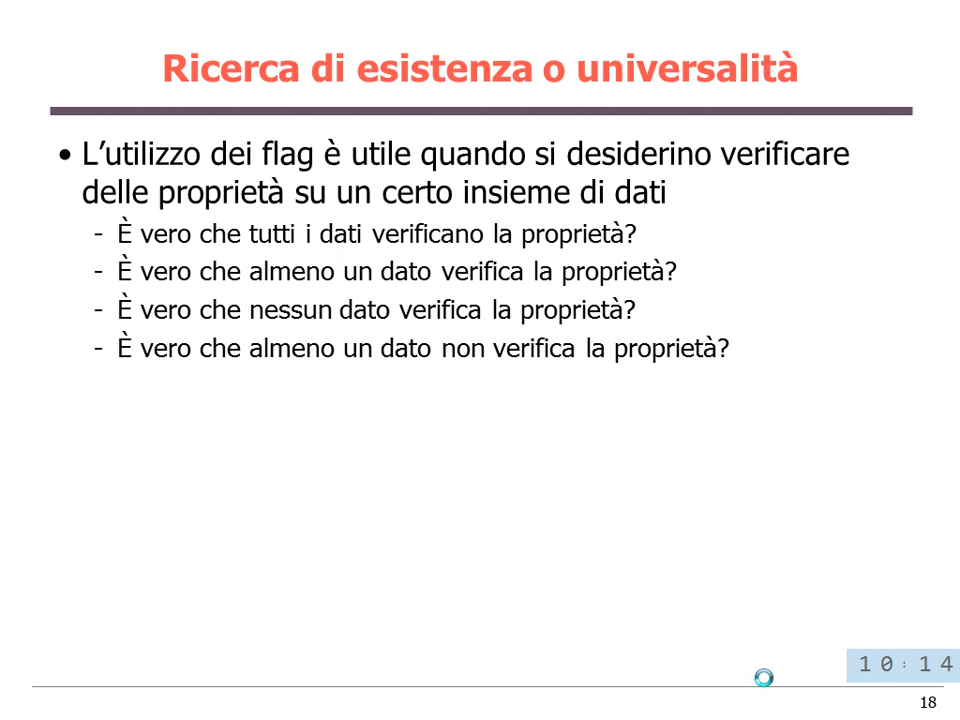 Ricerca di esistenza o universalità
• L’utilizzo dei flag è utile quando si desiderino verificare
delle proprietà su un certo insieme di dati
- È vero che tutti i dati verificano la proprietà?
- È vero che almeno un dato verifica la proprietà?
- È vero che nessun dato verifica la proprietà?
- È vero che almeno un dato non verifica la proprietà?
10:14
18